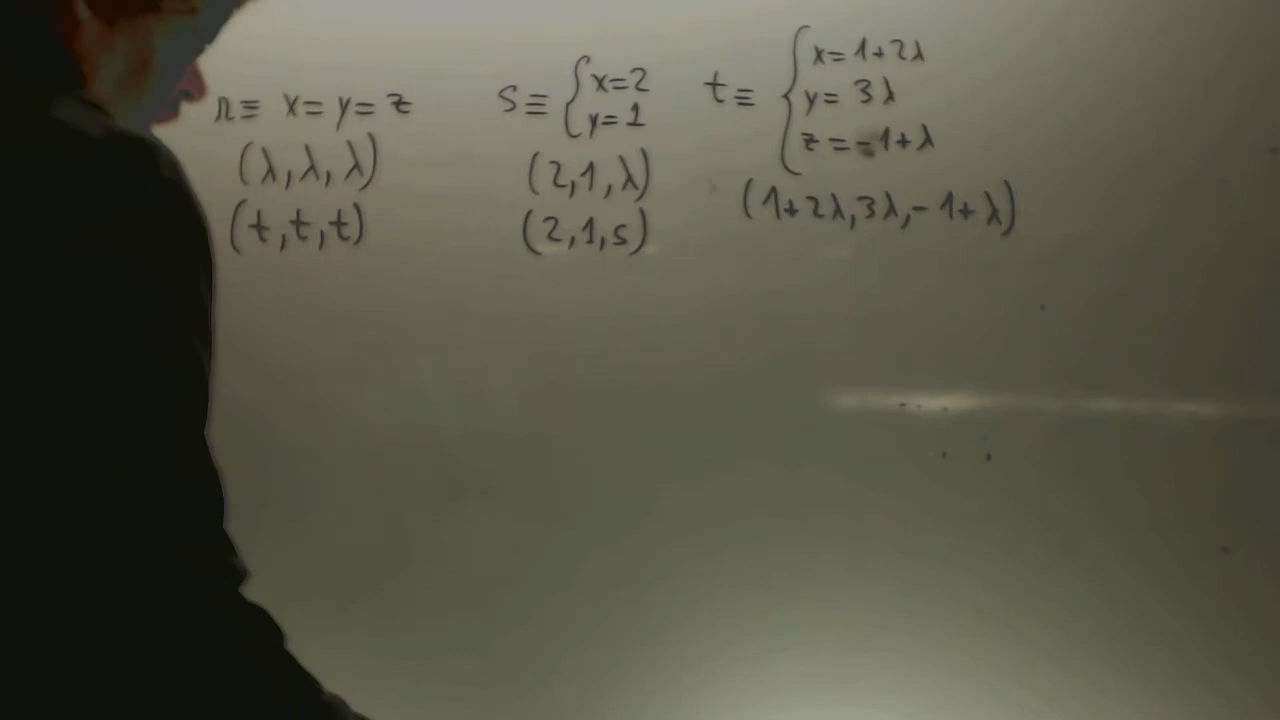 r≡ x=y=z
(λ,λ,λ)
(t,t,t)
s≡ { x=2
y=1
(2,1,λ)
(2,1,s)
t≡ { x=1+2λ
y= 3λ
z=-1+λ
(1+2λ,3λ,-1+λ)